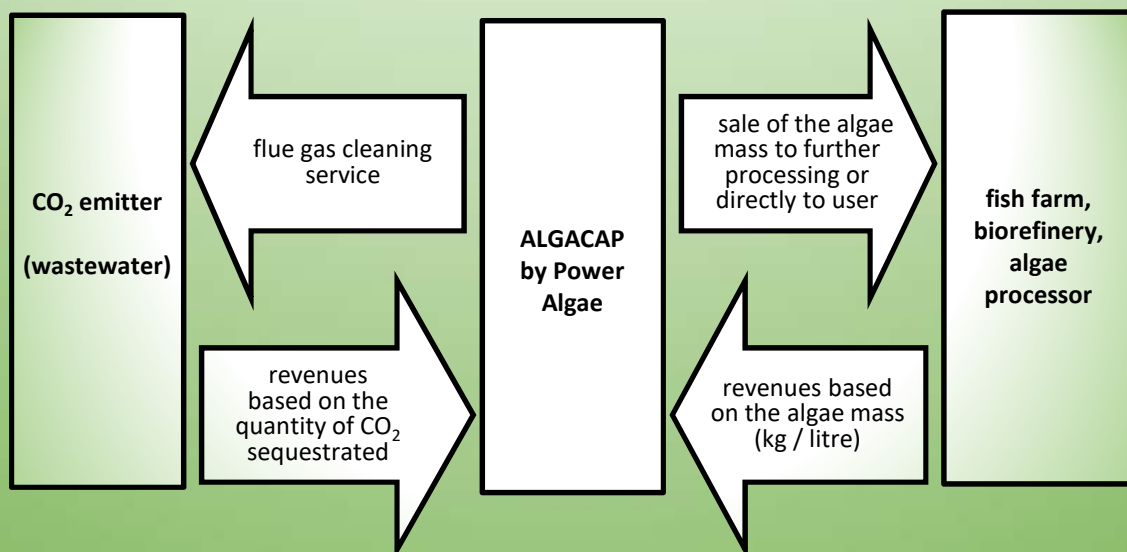 CO₂ emitter
(wastewater)
flue gas cleaning
service
revenues
based on the
quantity of CO₂
sequestrated
ALGACAP
by Power
Algae
sale of the algae
mass to further
processing or
directly to user
revenues based
on the algae mass
(kg / litre)
fish farm,
biorefinery,
algae
processor